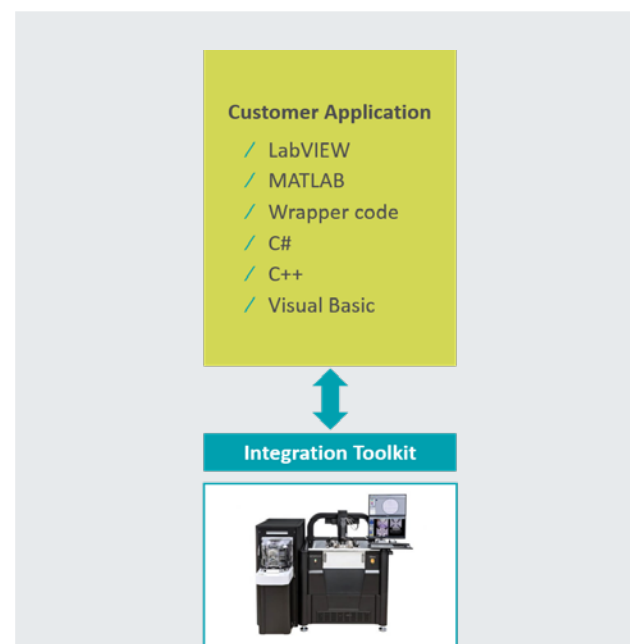 Customer Application
/ LabVIEW
/ MATLAB
/ Wrapper code
/ C#
/ C++
/ Visual Basic
Integration Toolkit